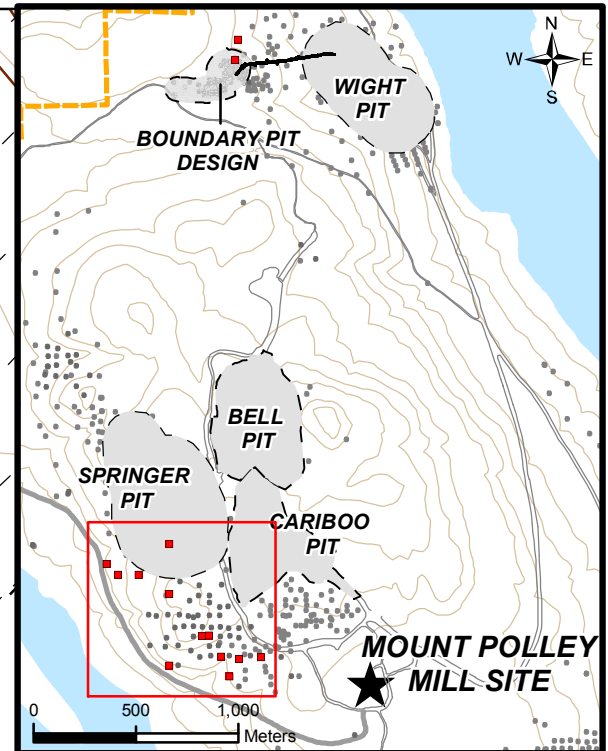 N
W E
S
WIGHT
PIT
BOUNDARY PIT
DESIGN
BELL
PIT
SPRINGER
PIT
CARIBOO
PIT
MOUNT POLLEY
MILL SITE
0 500 1,000
Meters